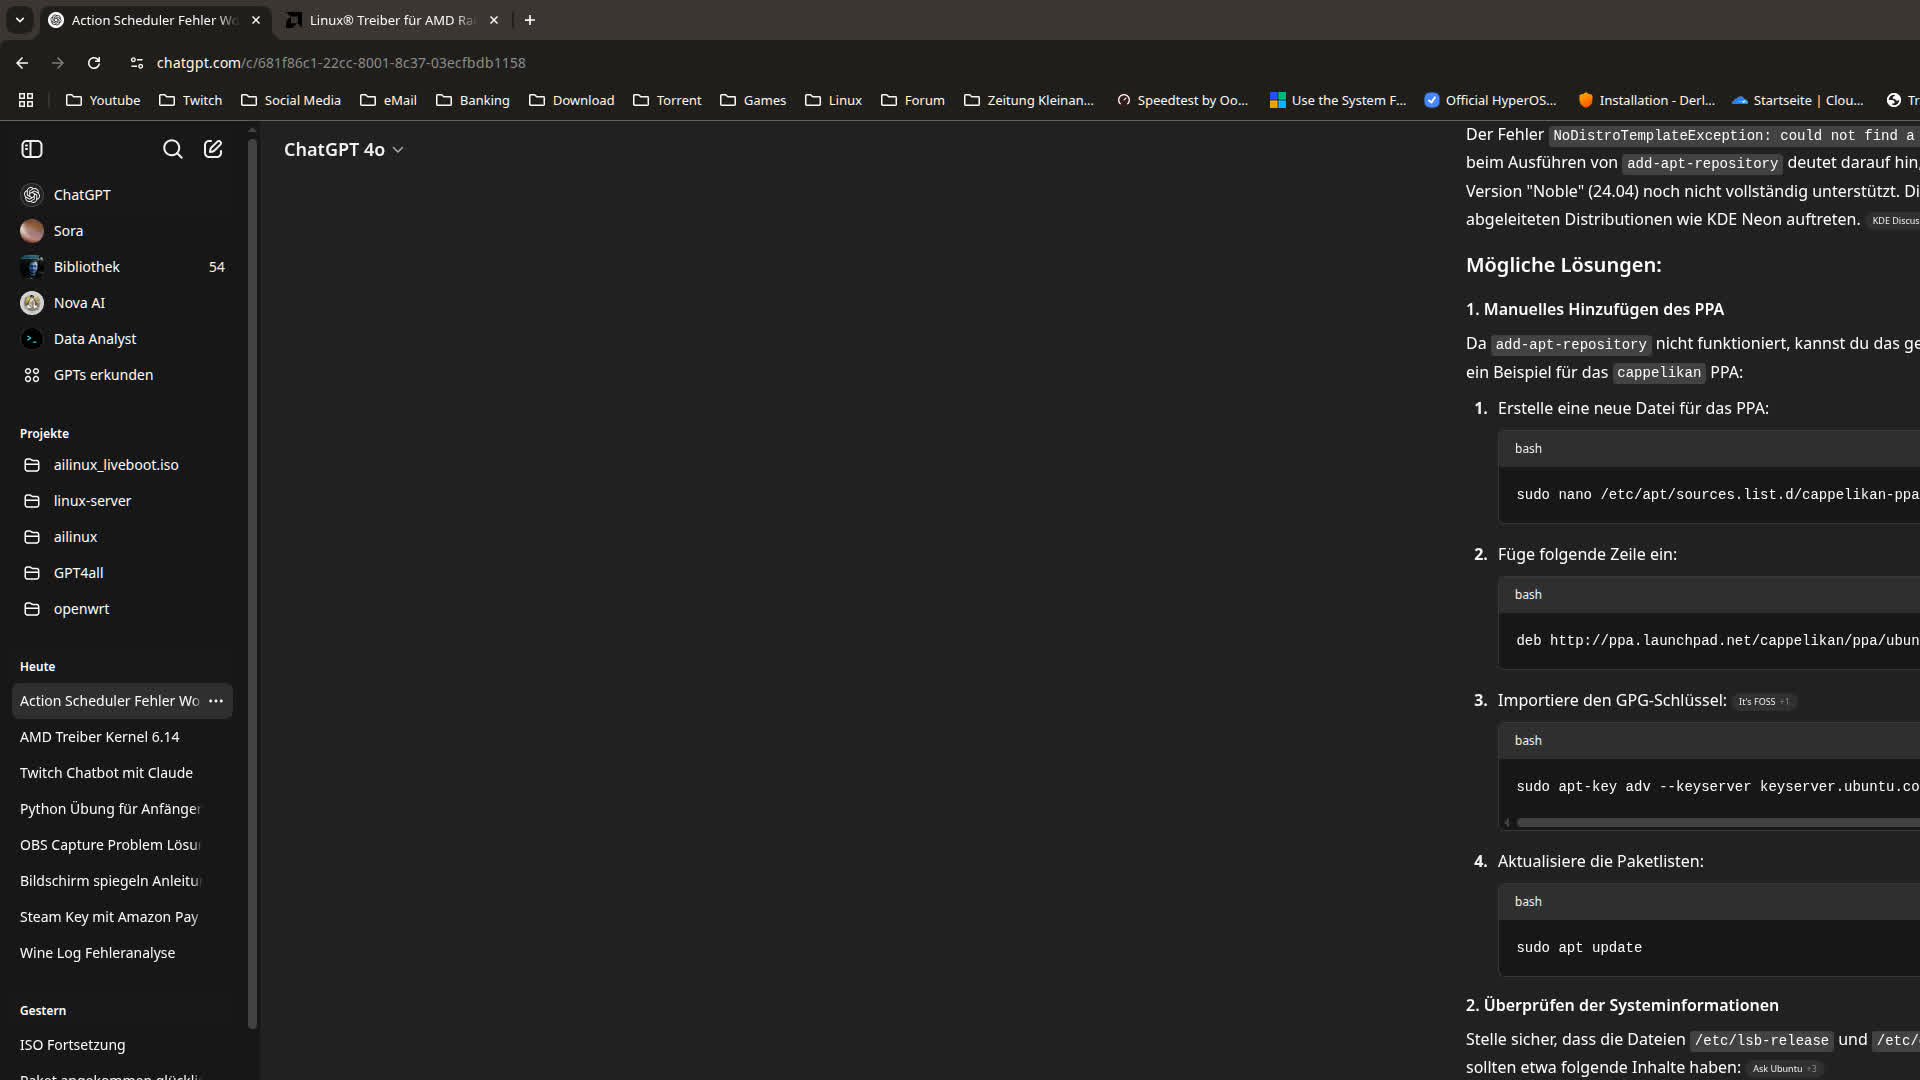 Action Scheduler Fehler Wo
Linux® Treiber für AMD Ra
chatgpt.com/c/681f86c1-22cc-8001-8c37-03ecfbdb1158
Youtube Twitch Social Media eMail Banking Download Torrent Games Linux Forum Zeitung Kleinan... Speedtest by Oo... Use the System F... Official HyperOS... Installation - Derl... Startseite | Clou... Tr
ChatGPT 4o
ChatGPT
Sora
Bibliothek 54
Nova AI
Data Analyst
GPTs erkunden
Projekte
ailinux_liveboot.iso
linux-server
ailinux
GPT4all
openwrt
Heute
Action Scheduler Fehler Wo
AMD Treiber Kernel 6.14
Twitch Chatbot mit Claude
Python Übung für Anfänger
OBS Capture Problem Lösu
Bildschirm spiegeln Anleitu
Steam Key mit Amazon Pay
Wine Log Fehleranalyse
Gestern
ISO Fortsetzung
Der Fehler NoDistroTemplateException: could not find a
beim Ausführen von add-apt-repository deutet darauf hin,
Version "Noble" (24.04) noch nicht vollständig unterstützt. Di
abgeleiteten Distributionen wie KDE Neon auftreten. KDE Discus
Mögliche Lösungen:
1. Manuelles Hinzufügen des PPA
Da add-apt-repository nicht funktioniert, kannst du das ge
ein Beispiel für das cappelikan PPA:
1. Erstelle eine neue Datei für das PPA:
bash
sudo nano /etc/apt/sources.list.d/cappelikan-ppa
2. Füge folgende Zeile ein:
bash
deb http://ppa.launchpad.net/cappelikan/ppa/ubun
3. Importiere den GPG-Schlüssel: It's FOSS +1
bash
sudo apt-key adv --keyserver keyserver.ubuntu.co
4. Aktualisiere die Paketlisten:
bash
sudo apt update
2. Überprüfen der Systeminformationen
Stelle sicher, dass die Dateien /etc/lsb-release und /etc/
sollten etwa folgende Inhalte haben: Ask Ubuntu +3